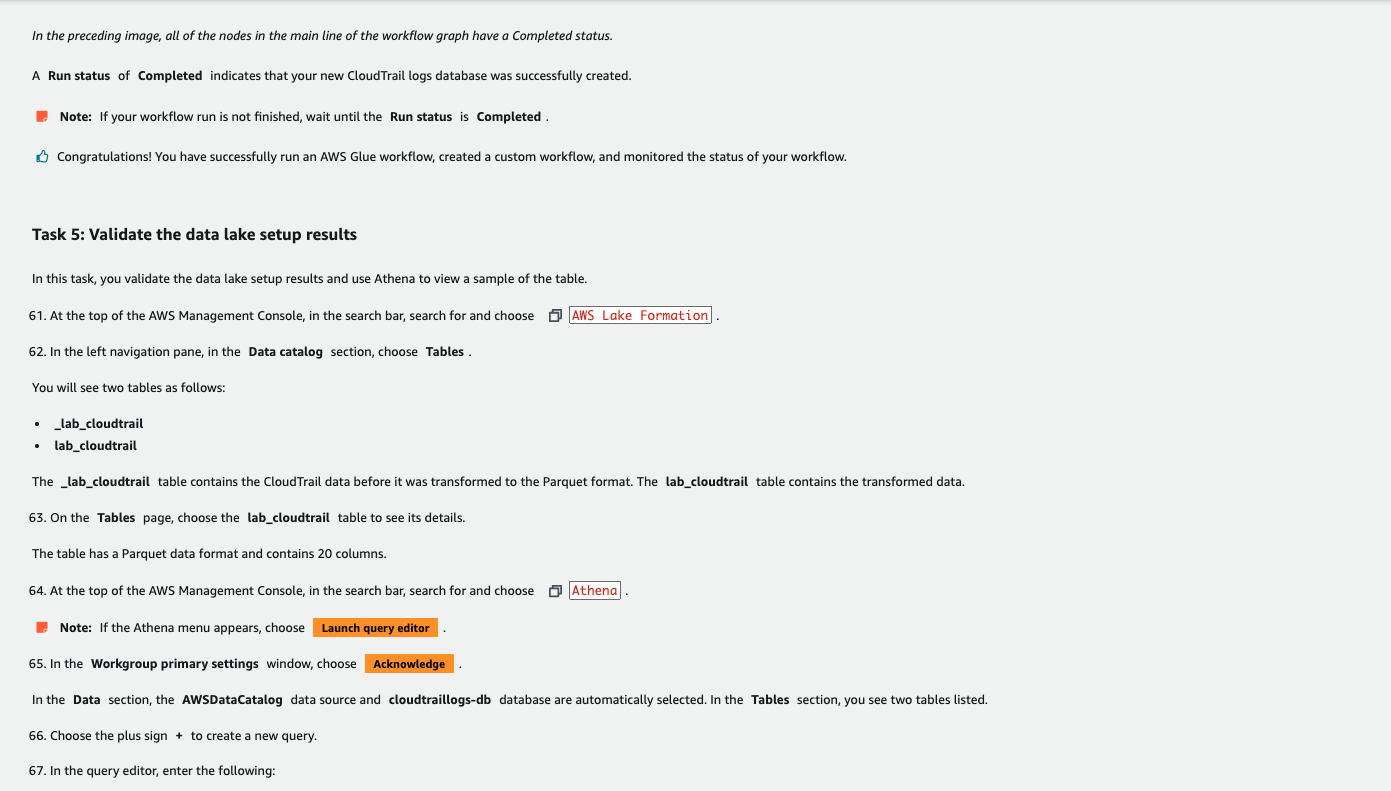 In the preceding image, all of the nodes in the main line of the workflow graph have a Completed status.
A Run status of Completed indicates that your new CloudTrail logs database was successfully created.
Note: If your workflow run is not finished, wait until the Run status is Completed .
Congratulations! You have successfully run an AWS Glue workflow, created a custom workflow, and monitored the status of your workflow.
Task 5: Validate the data lake setup results
In this task, you validate the data lake setup results and use Athena to view a sample of the table.
61. At the top of the AWS Management Console, in the search bar, search for and choose AWS Lake Formation .
62. In the left navigation pane, in the Data catalog section, choose Tables .
You will see two tables as follows:
• _lab_cloudtrail
• lab_cloudtrail
The _lab_cloudtrail table contains the CloudTrail data before it was transformed to the Parquet format. The lab_cloudtrail table contains the transformed data.
63. On the Tables page, choose the lab_cloudtrail table to see its details.
The table has a Parquet data format and contains 20 columns.
64. At the top of the AWS Management Console, in the search bar, search for and choose Athena .
Note: If the Athena menu appears, choose Launch query editor .
65. In the Workgroup primary settings window, choose Acknowledge .
In the Data section, the AWSDataCatalog data source and cloudtraillogs-db database are automatically selected. In the Tables section, you see two tables listed.
66. Choose the plus sign + to create a new query.
67. In the query editor, enter the following: